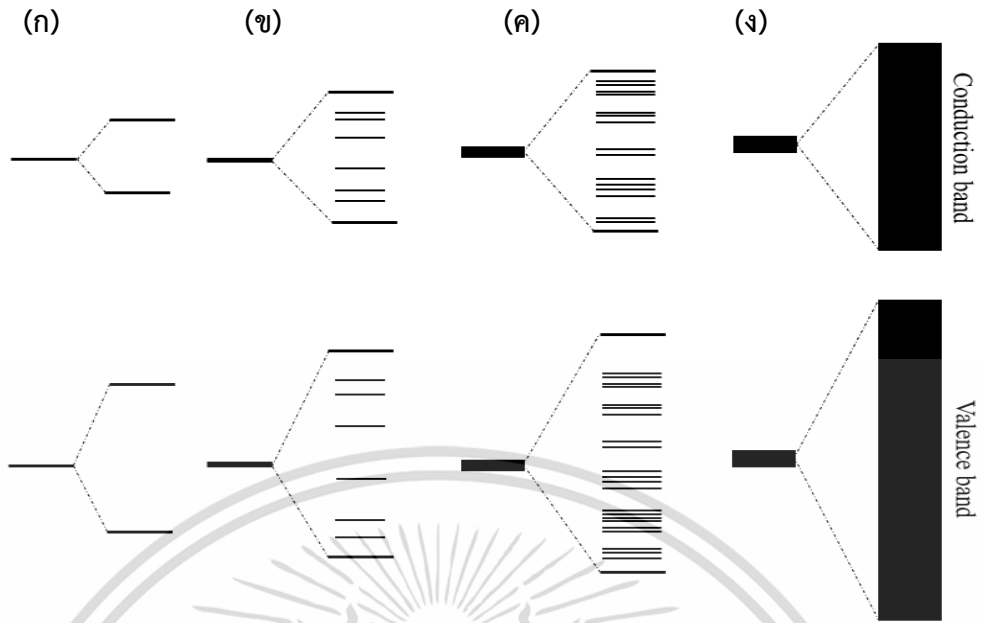 (ก) (ข) (ค) (ง)
Conduction band
Valence band